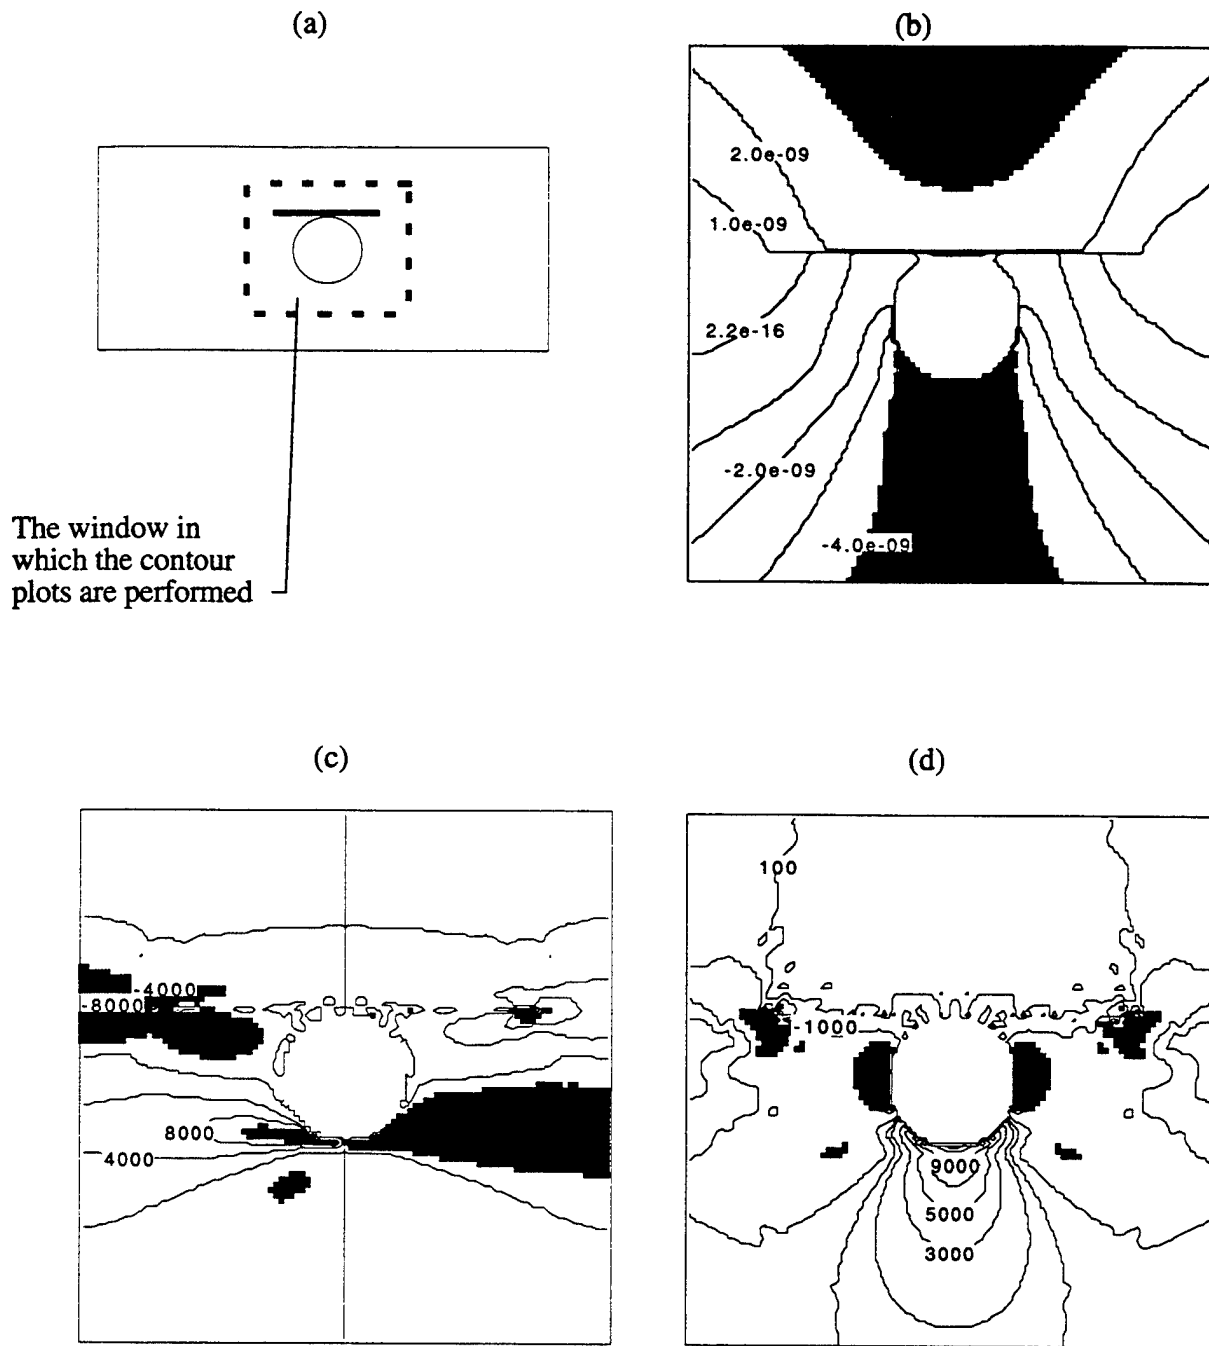 (a)
The window in
which the contour
plots are performed
(b)
2.0e-09
1.0e-09
2.2e-16
-2.0e-09
-4.0e-09
(c)
-4000
-8000
8000
4000
(d)
100
-1000
9000
5000
3000